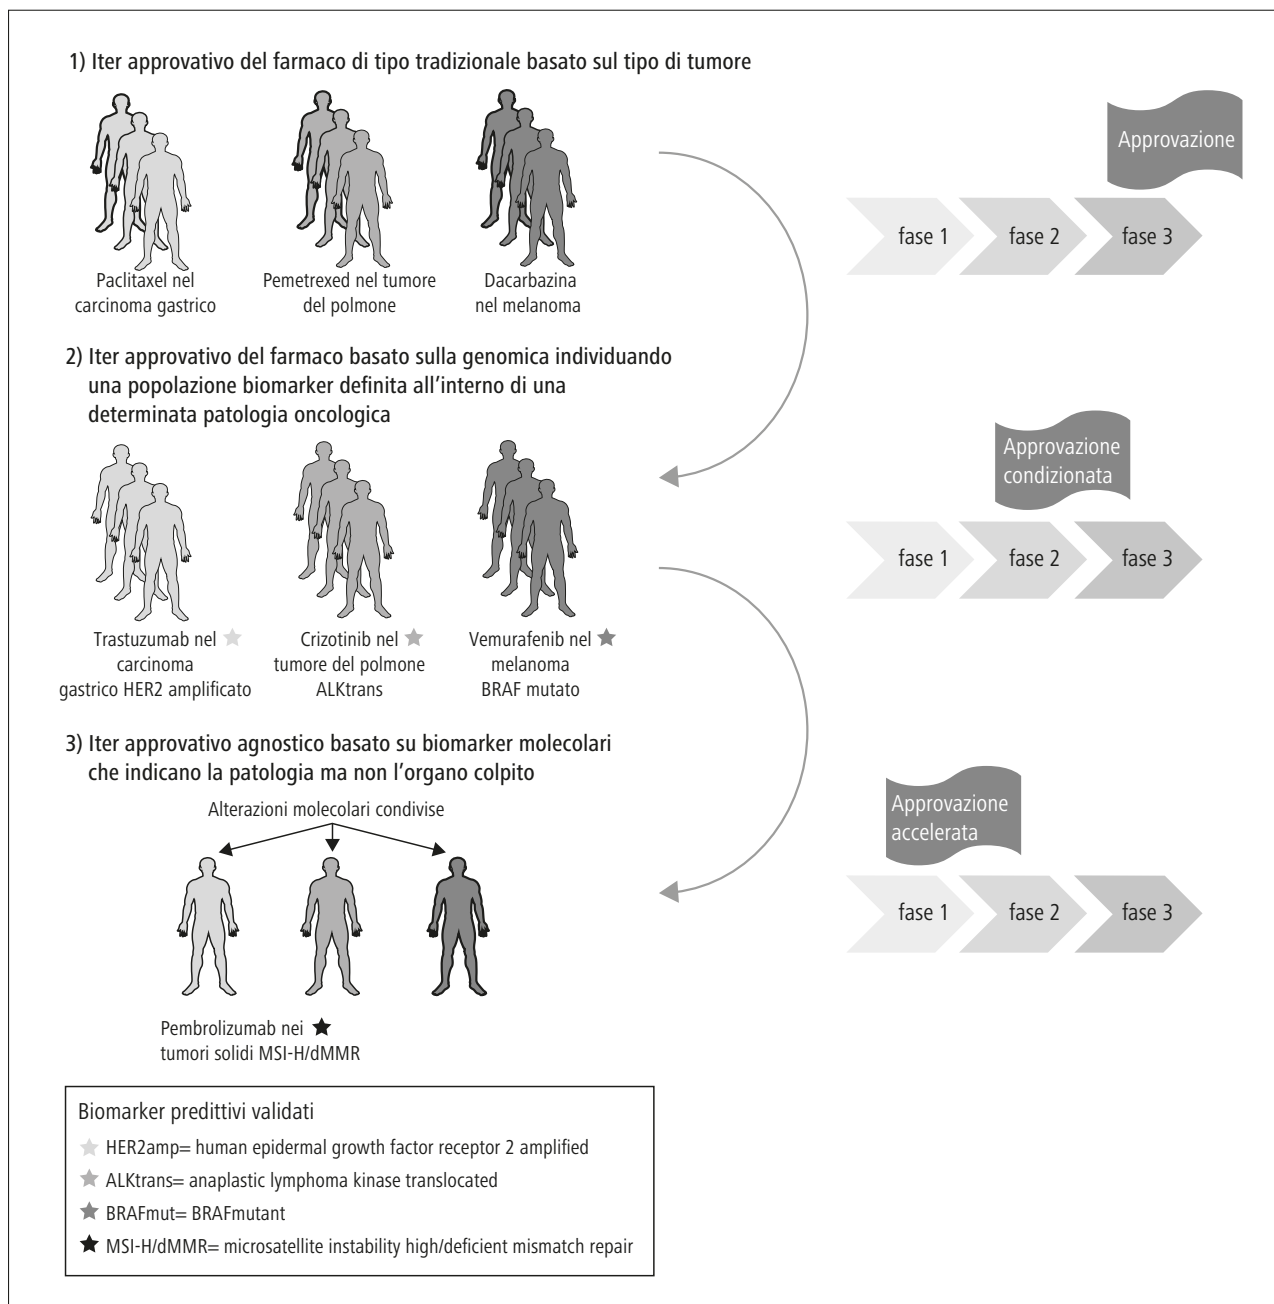 1) Iter approvativo del farmaco di tipo tradizionale basato sul tipo di tumore
Paclitaxel nel
carcinoma gastrico
Pemetrexed nel tumore
del polmone
Dacarbazina
nel melanoma
Approvazione
fase 1
fase 2
fase 3
2) Iter approvativo del farmaco basato sulla genomica individuando
una popolazione biomarker definita all’interno di una
determinata patologia oncologica
Trastuzumab nel
carcinoma
gastrico HER2 amplificato
Crizotinib nel
tumore del polmone
ALKtrans
Vemurafenib nel
melanoma
BRAF mutato
Approvazione
condizionata
fase 1
fase 2
fase 3
3) Iter approvativo agnostico basato su biomarker molecolari
che indicano la patologia ma non l’organo colpito
Alterazioni molecolari condivise
Pembrolizumab nei
tumori solidi MSI-H/dMMR
Approvazione
accelerata
fase 1
fase 2
fase 3
Biomarker predittivi validati
HER2amp= human epidermal growth factor receptor 2 amplified
ALKtrans= anaplastic lymphoma kinase translocated
BRAFmut= BRAFmutant
MSI-H/dMMR= microsatellite instability high/deficient mismatch repair